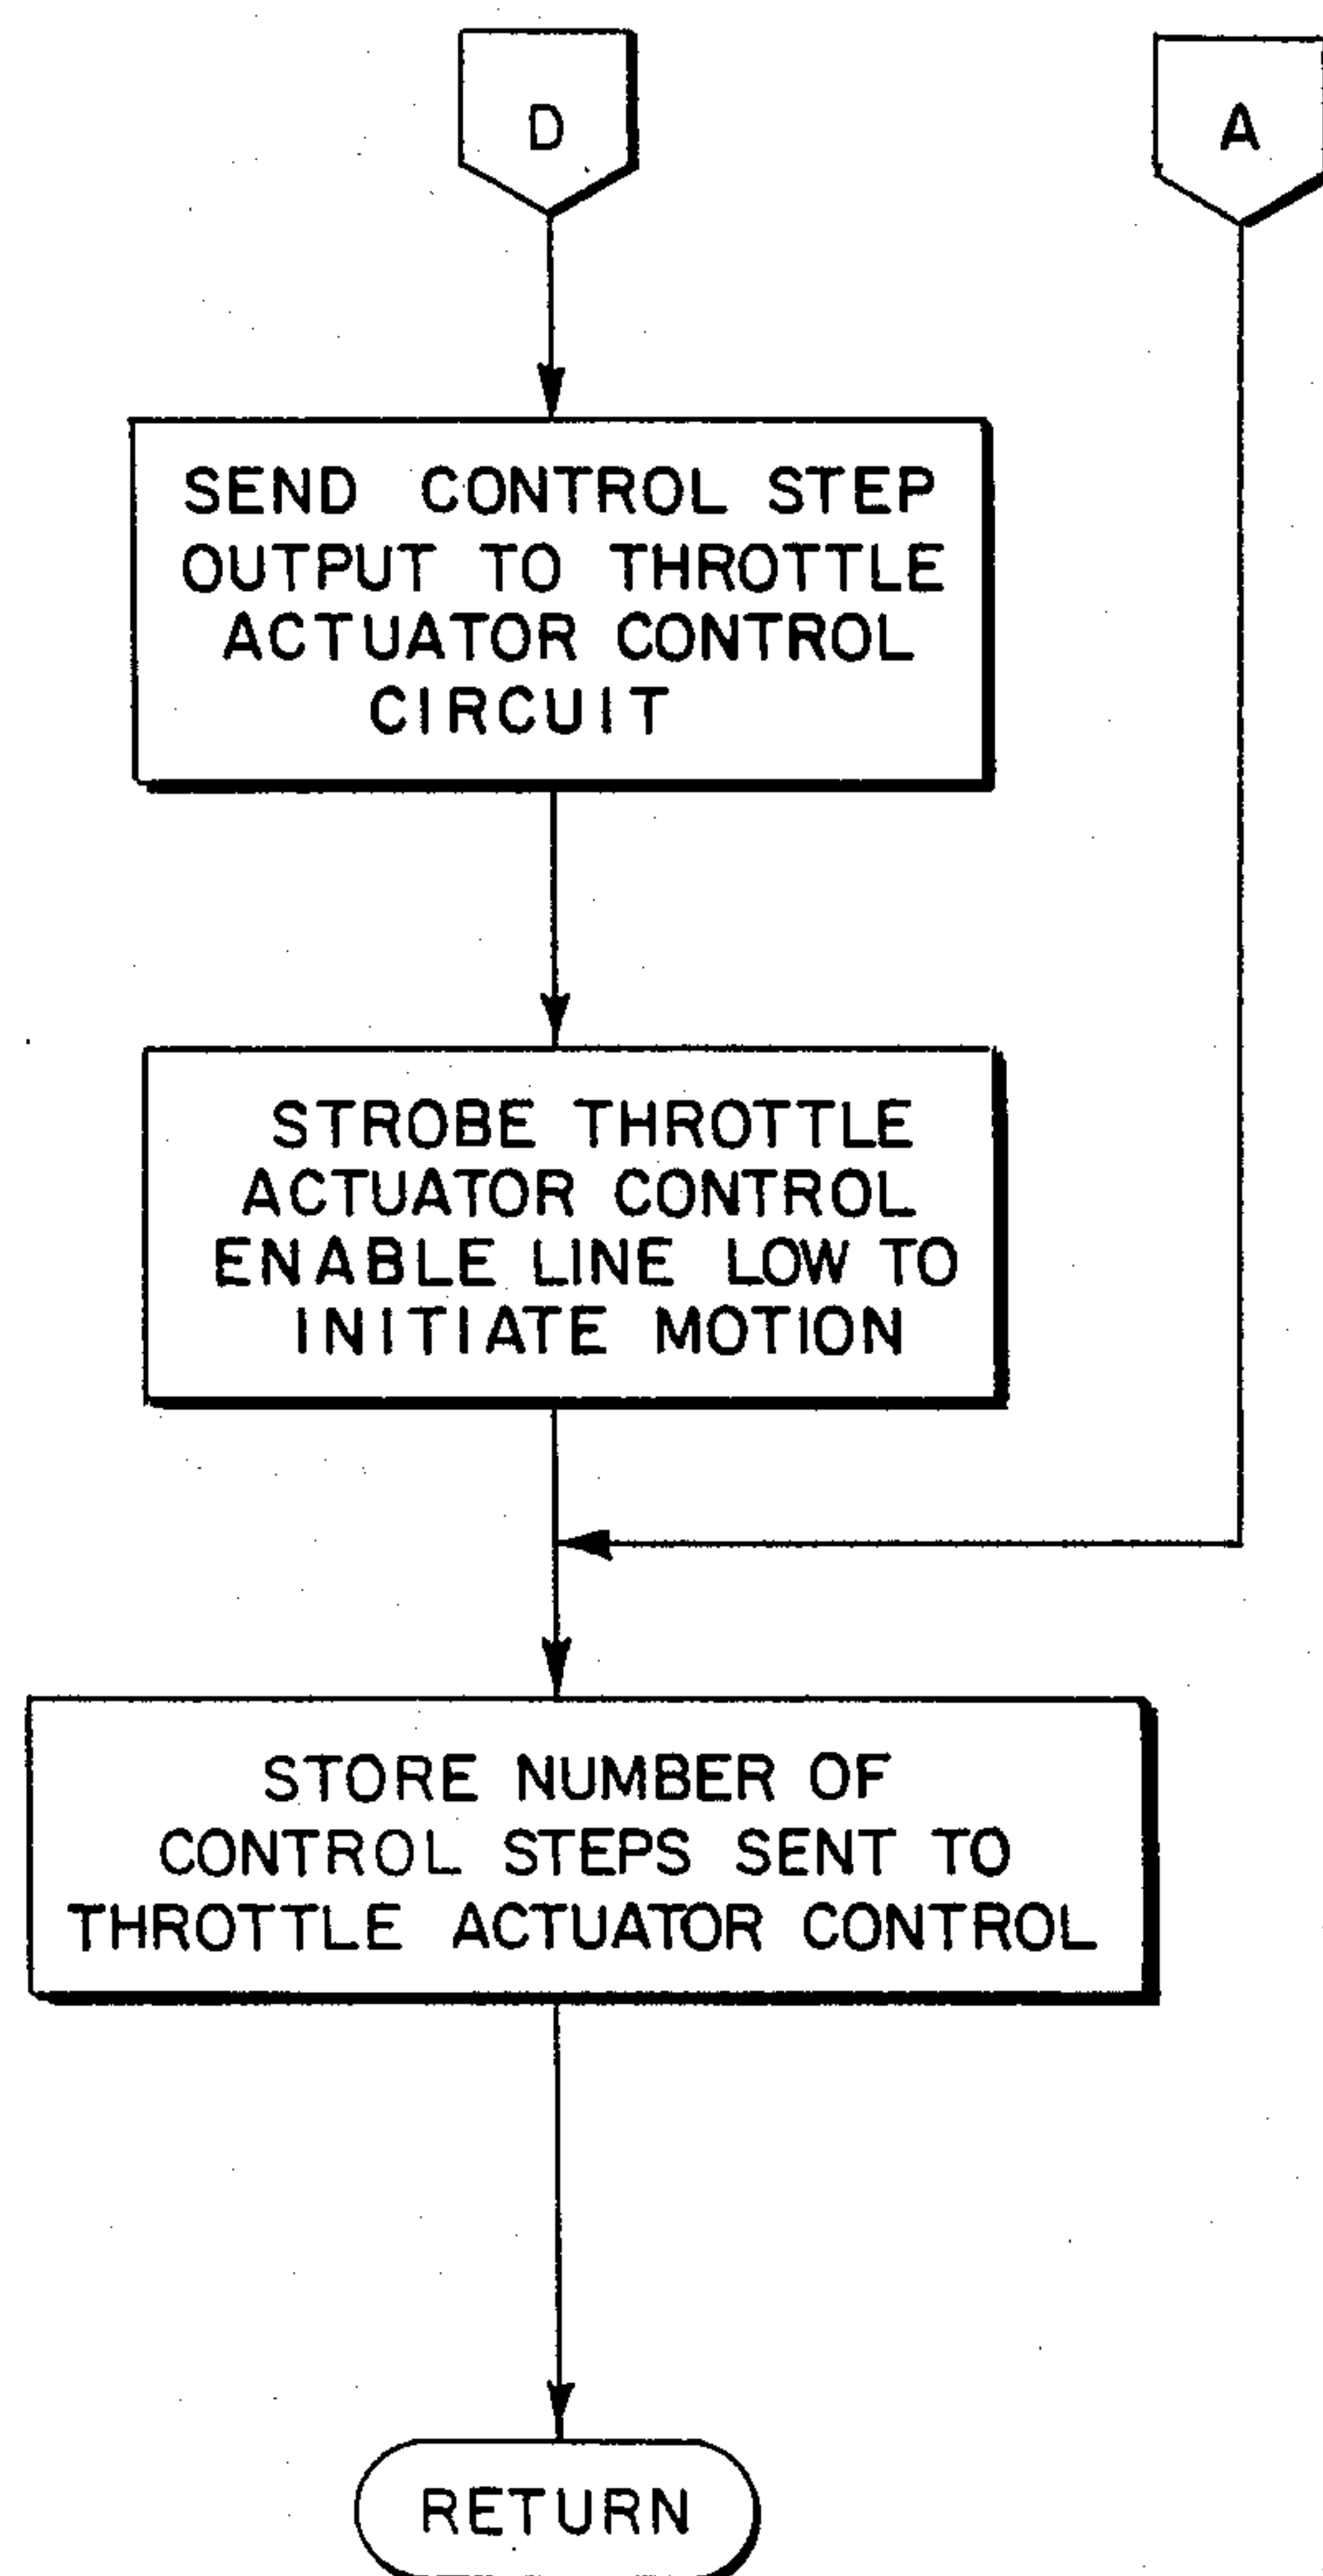 D
A
SEND CONTROL STEP
OUTPUT TO THROTTLE
ACTUATOR CONTROL
CIRCUIT
STROBE THROTTLE
ACTUATOR CONTROL
ENABLE LINE LOW TO
INITIATE MOTION
STORE NUMBER OF
CONTROL STEPS SENT TO
THROTTLE ACTUATOR CONTROL
RETURN